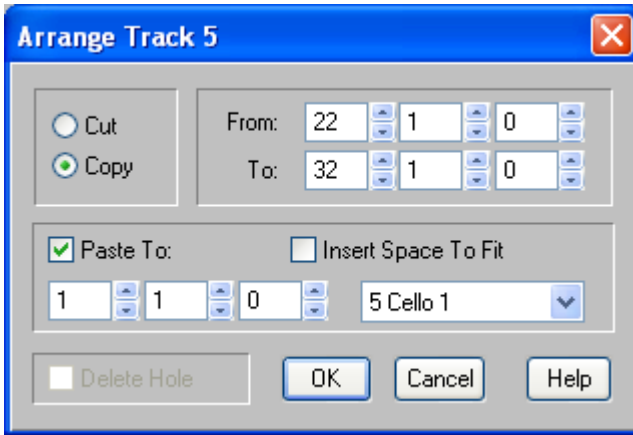 Arrange Track 5
Cut
Copy
From: 22 1 0
To: 32 1 0
Paste To:
Insert Space To Fit
1 1 0
5 Cello 1
Delete Hole
OK
Cancel
Help